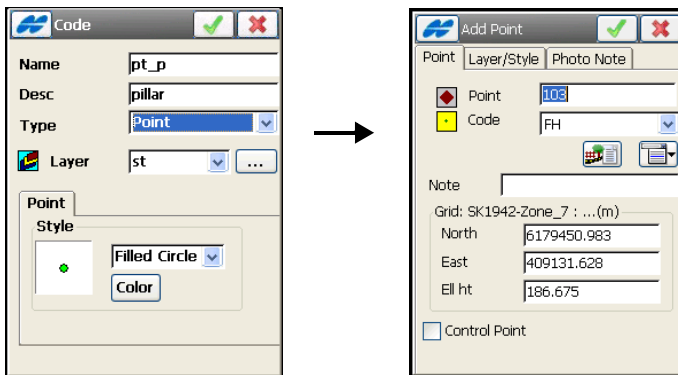 Code
Name pt_p
Desc pillar
Type Point
Layer st ...
Point
Style
Filled Circle
Color
Add Point
Point Layer/Style Photo Note
Point 103
Code FH
Note
Grid: SK1942-Zone_7 : ...(m)
North 6179450.983
East 409131.628
Ell ht 186.675
Control Point